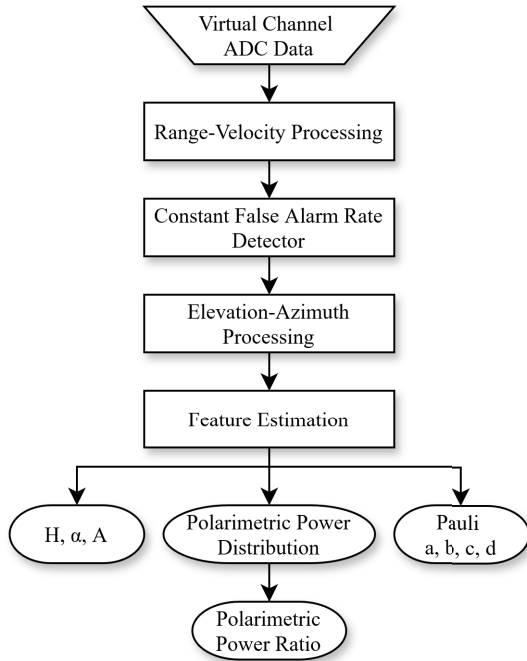 Virtual Channel
ADC Data
Range-Velocity Processing
Constant False Alarm Rate
Detector
Elevation-Azimuth
Processing
Feature Estimation
H, α, A
Polarimetric Power
Distribution
Pauli
a, b, c, d
Polarimetric
Power Ratio